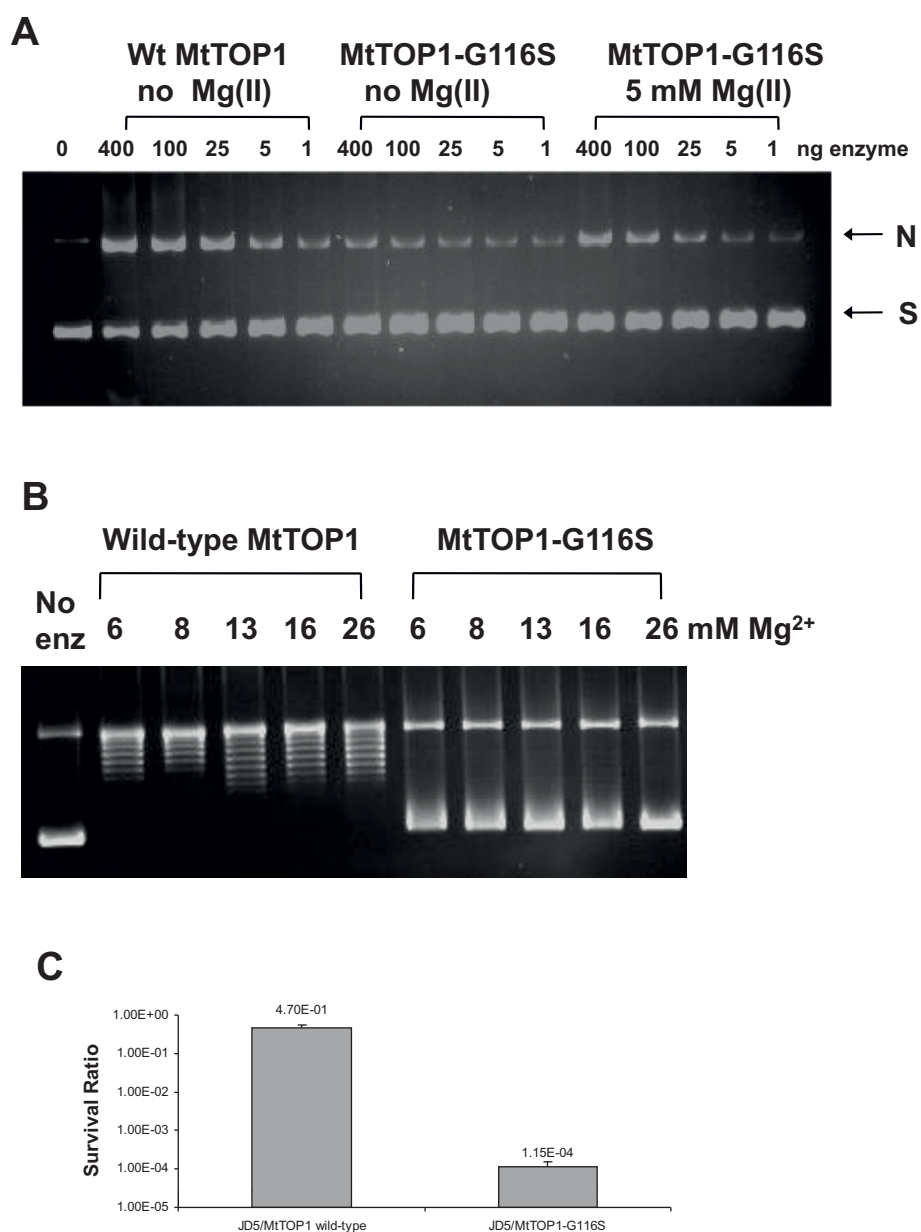 A
Wt MtTOP1 MtTOP1-G116S MtTOP1-G116S
no Mg(II) no Mg(II) 5 mM Mg(II)
0 400 100 25 5 1 400 100 25 5 1 400 100 25 5 1 ng enzyme
N
S
B
Wild-type MtTOP1 MtTOP1-G116S
No
enz 6 8 13 16 26 6 8 13 16 26 mM Mg²⁺
C
Survival Ratio
1.00E+00
1.00E-01
1.00E-02
1.00E-03
1.00E-04
1.00E-05
4.70E-01
1.15E-04
JD5/MtTOP1 wild-type JD5/MtTOP1-G116S